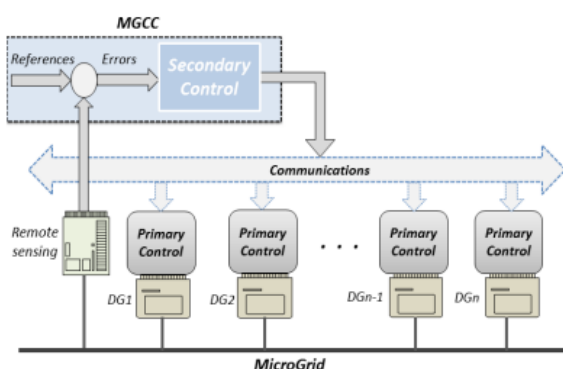 MGCC
References
Errors
Secondary
Control
Communications
Remote
sensing
Primary
Control
Primary
Control
. . .
Primary
Control
Primary
Control
DG1
DG2
DGn-1
DGn
MicroGrid